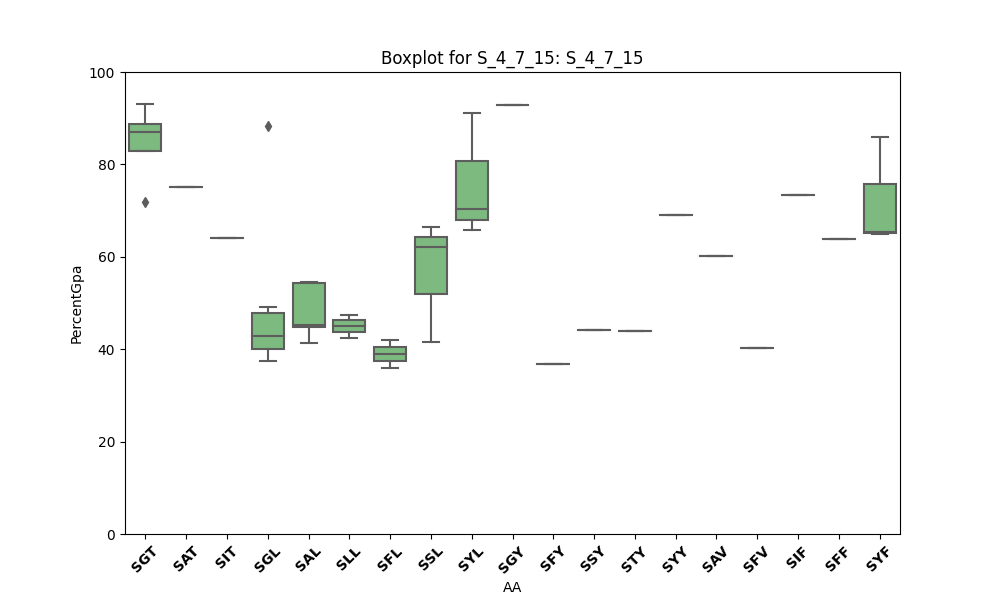 Boxplot for S_4_7_15: S_4_7_15
PercentGpa
100
80
60
40
20
0
SGT SAT SIT SGL SAL SLL SFL SSL SYL SGY SFY SSY STY SYY SAV SFV SIF SFF SYF
AA